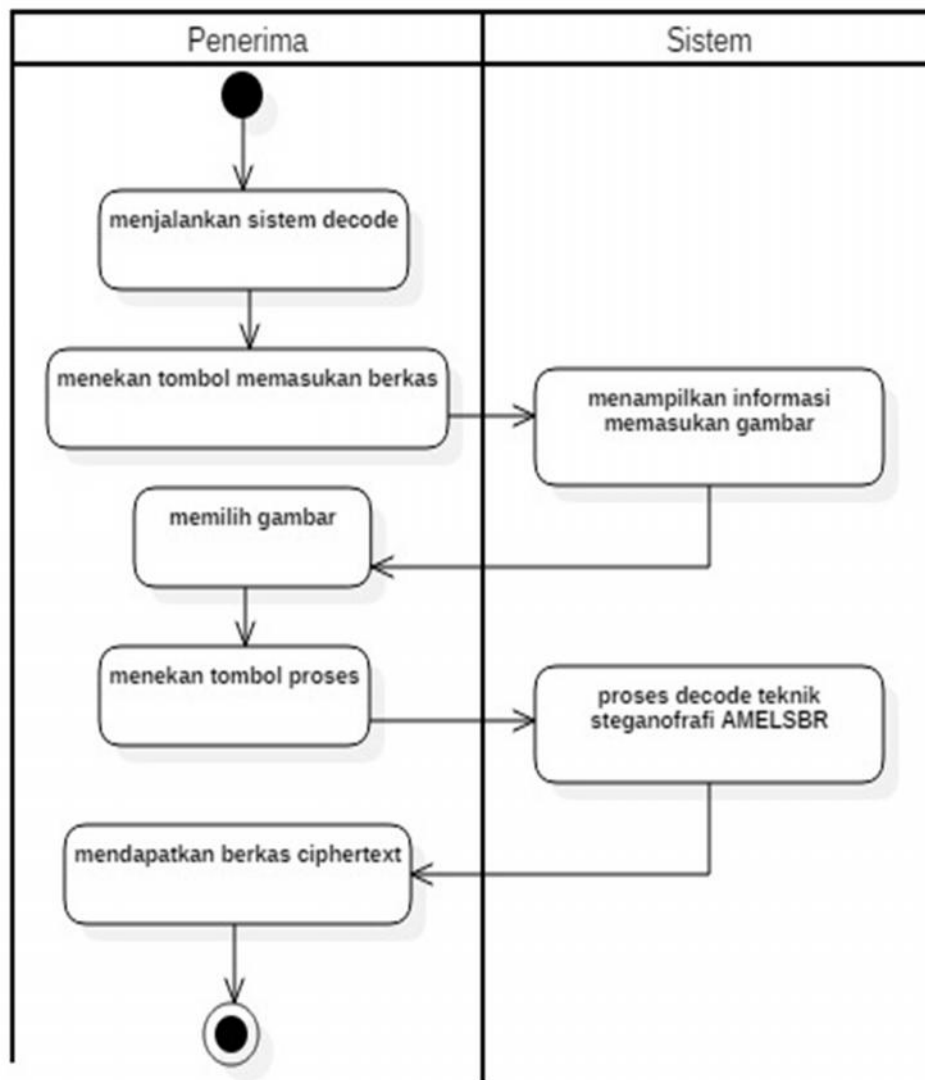 Penerima
Sistem
menjalankan sistem decode
menekan tombol memasukan berkas
menampilkan informasi
memasukan gambar
memilih gambar
menekan tombol proses
proses decode teknik
steganofrafi AMELSBR
mendapatkan berkas ciphertext